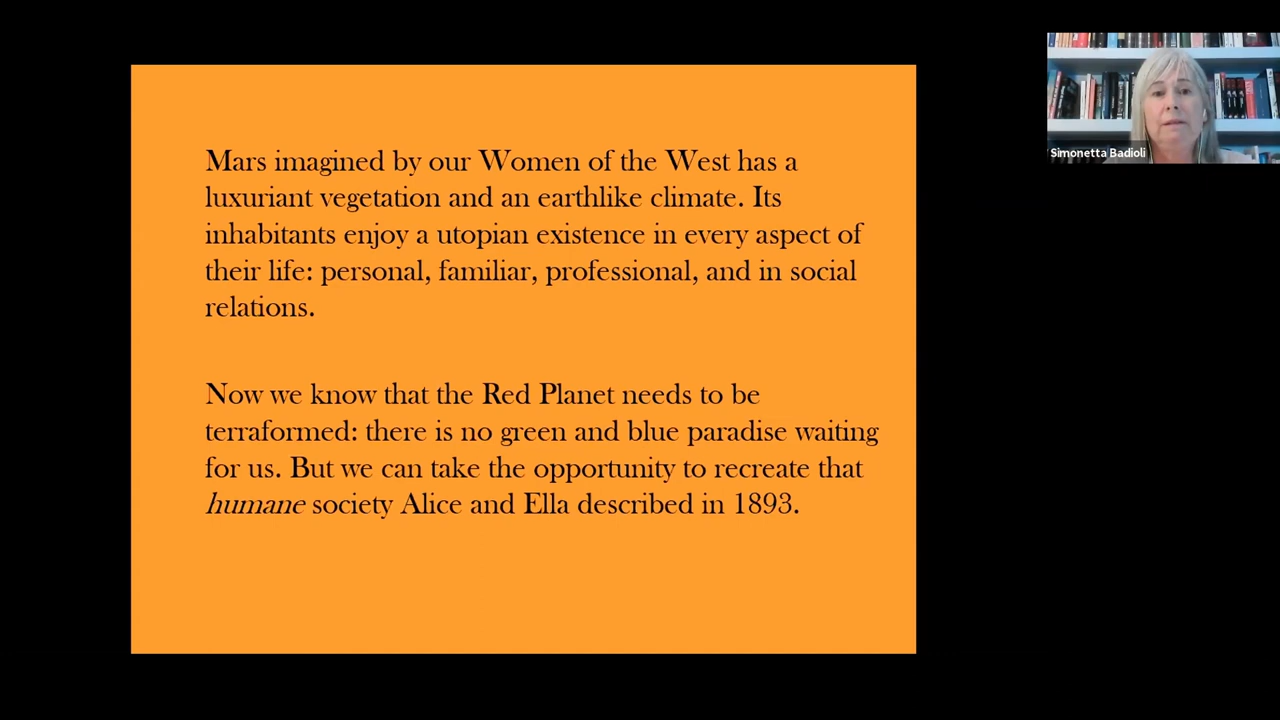 Mars imagined by our Women of the West has a
luxuriant vegetation and an earthlike climate. Its
inhabitants enjoy a utopian existence in every aspect of
their life: personal, familiar, professional, and in social
relations.
Now we know that the Red Planet needs to be
terraformed: there is no green and blue paradise waiting
for us. But we can take the opportunity to recreate that
humane society Alice and Ella described in 1893.
Simonetta Badioli